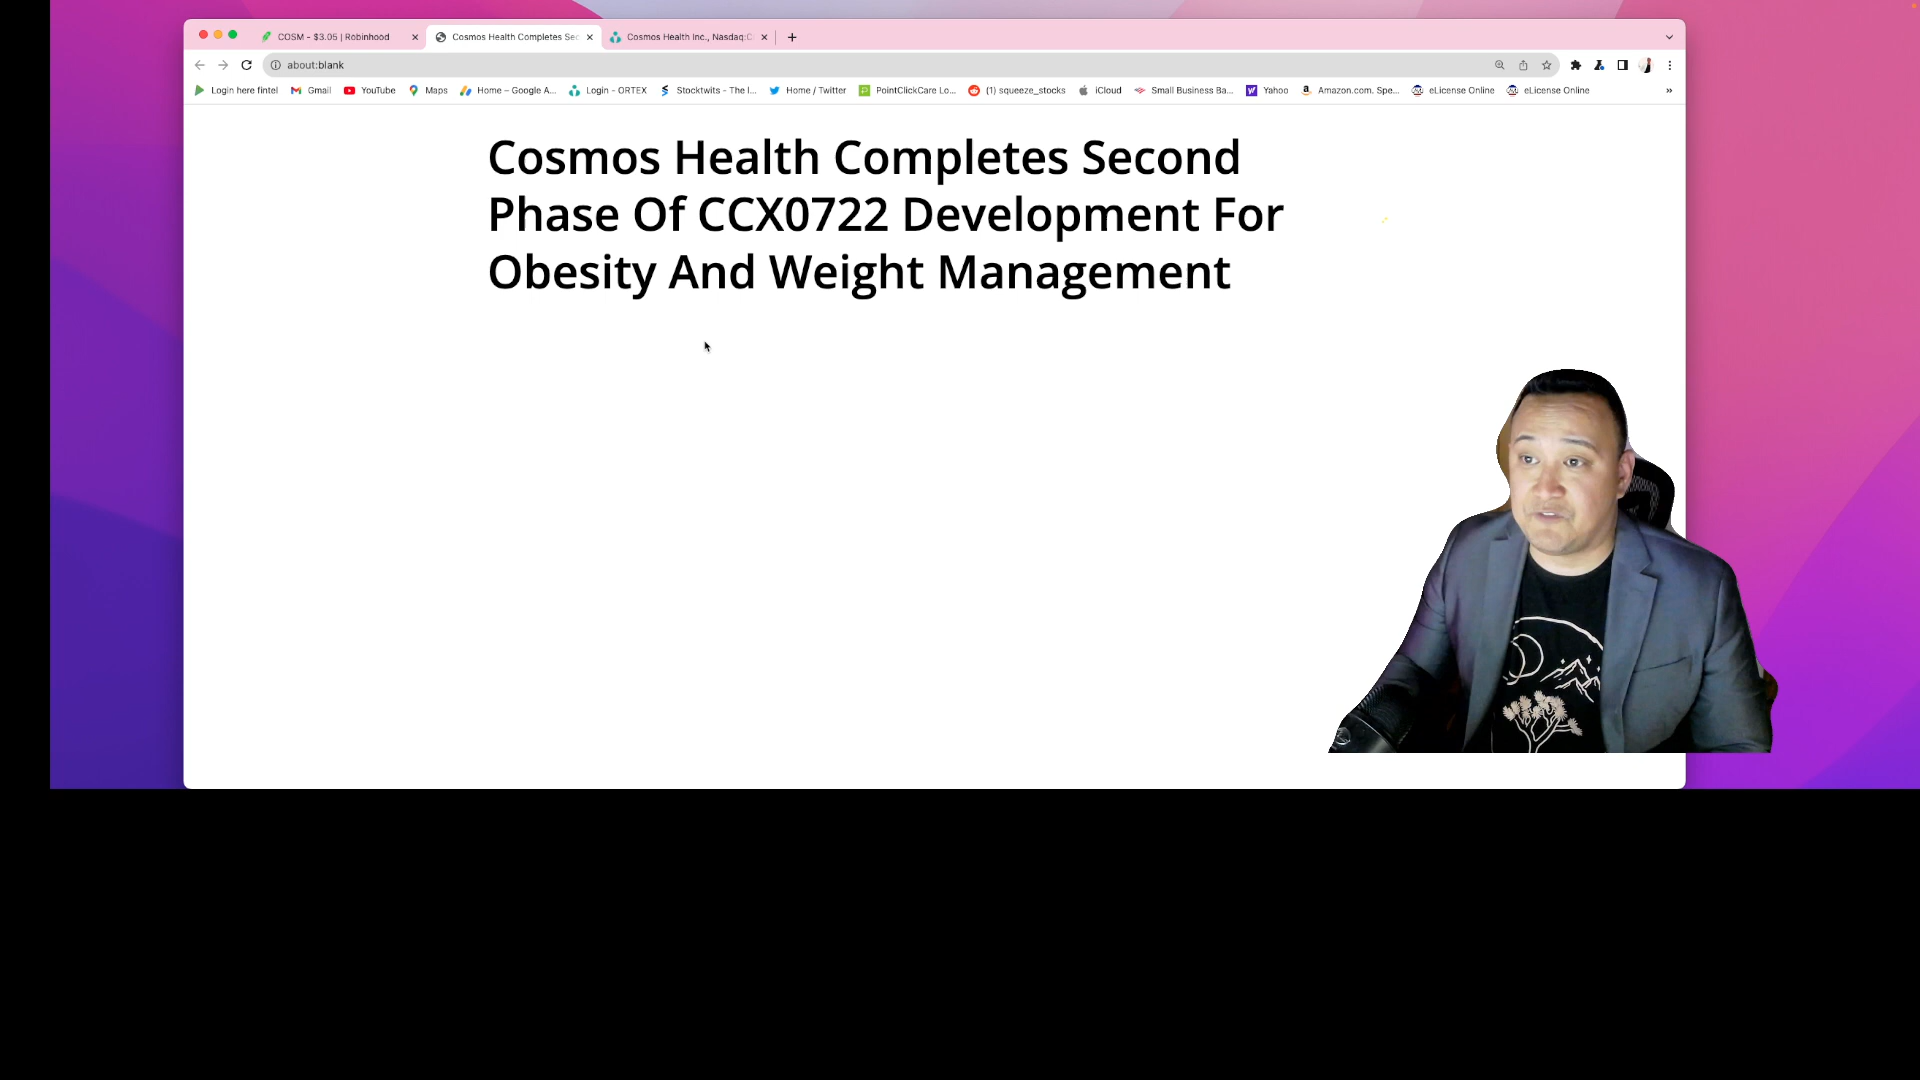 COSM - $3.05 | Robinhood
Cosmos Health Completes Sec
Cosmos Health Inc., Nasdaq:C
about:blank
Login here fintel
Gmail
YouTube
Maps
Home – Google A...
Login - ORTEX
Stocktwits - The l...
Home / Twitter
PointClickCare Lo...
(1) squeeze_stocks
iCloud
Small Business Ba...
Yahoo
Amazon.com. Spe...
eLicense Online
eLicense Online
Cosmos Health Completes Second
Phase Of CCX0722 Development For
Obesity And Weight Management